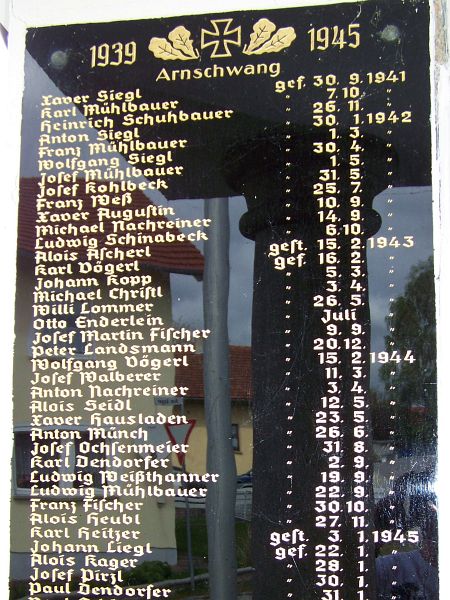 1939 1945
Arnschwang
Xaver Siegl gef. 30. 9. 1941
Karl Mühlbauer " 7. 10. "
Heinrich Schuhbauer " 26. 11. "
Anton Siegl " 30. 1. 1942
Franz Mühlbauer " 1. 3. "
Wolfgang Siegl " 30. 4. "
Josef Mühlbauer " 1. 5. "
Josef Kohlbeck " 31. 5. "
Franz Weß " 25. 7. "
Xaver Augustin " 10. 9. "
Michael Nachreiner " 14. 9. "
Ludwig Schinabeck " 6. 10. "
Alois Ascherl gest. 15. 2. 1943
Karl Vögerl gef. 16. 2. "
Johann Kopp " 5. 3. "
Michael Christl " 3. 4. "
Willi Lommer " 26. 5. "
Otto Enderlein " Juli "
Josef Martin Fischer " 9. 9. "
Peter Landsmann " 20. 12. "
Wolfgang Vögerl " 15. 2. 1944
Josef Walberer " 11. 3. "
Anton Nachreiner " 3. 4. "
Alois Seidl " 12. 5. "
Xaver Hausladen " 23. 5. "
Anton Münch " 26. 6. "
Josef Ochsenmeier " 31. 8. "
Karl Dendorfer " 2. 9. "
Ludwig Weißthanner " 19. 9. "
Ludwig Mühlbauer " 22. 9. "
Franz Fischer " 30. 10. "
Alois Heubl " 27. 11. "
Karl Heitzer gest. 3. 1. 1945
Johann Liegl gef. 22. 1. "
Alois Kager " 28. 1. "
Josef Pirzl " 30. 1. "
Paul Dendorfer " 31. 1. "